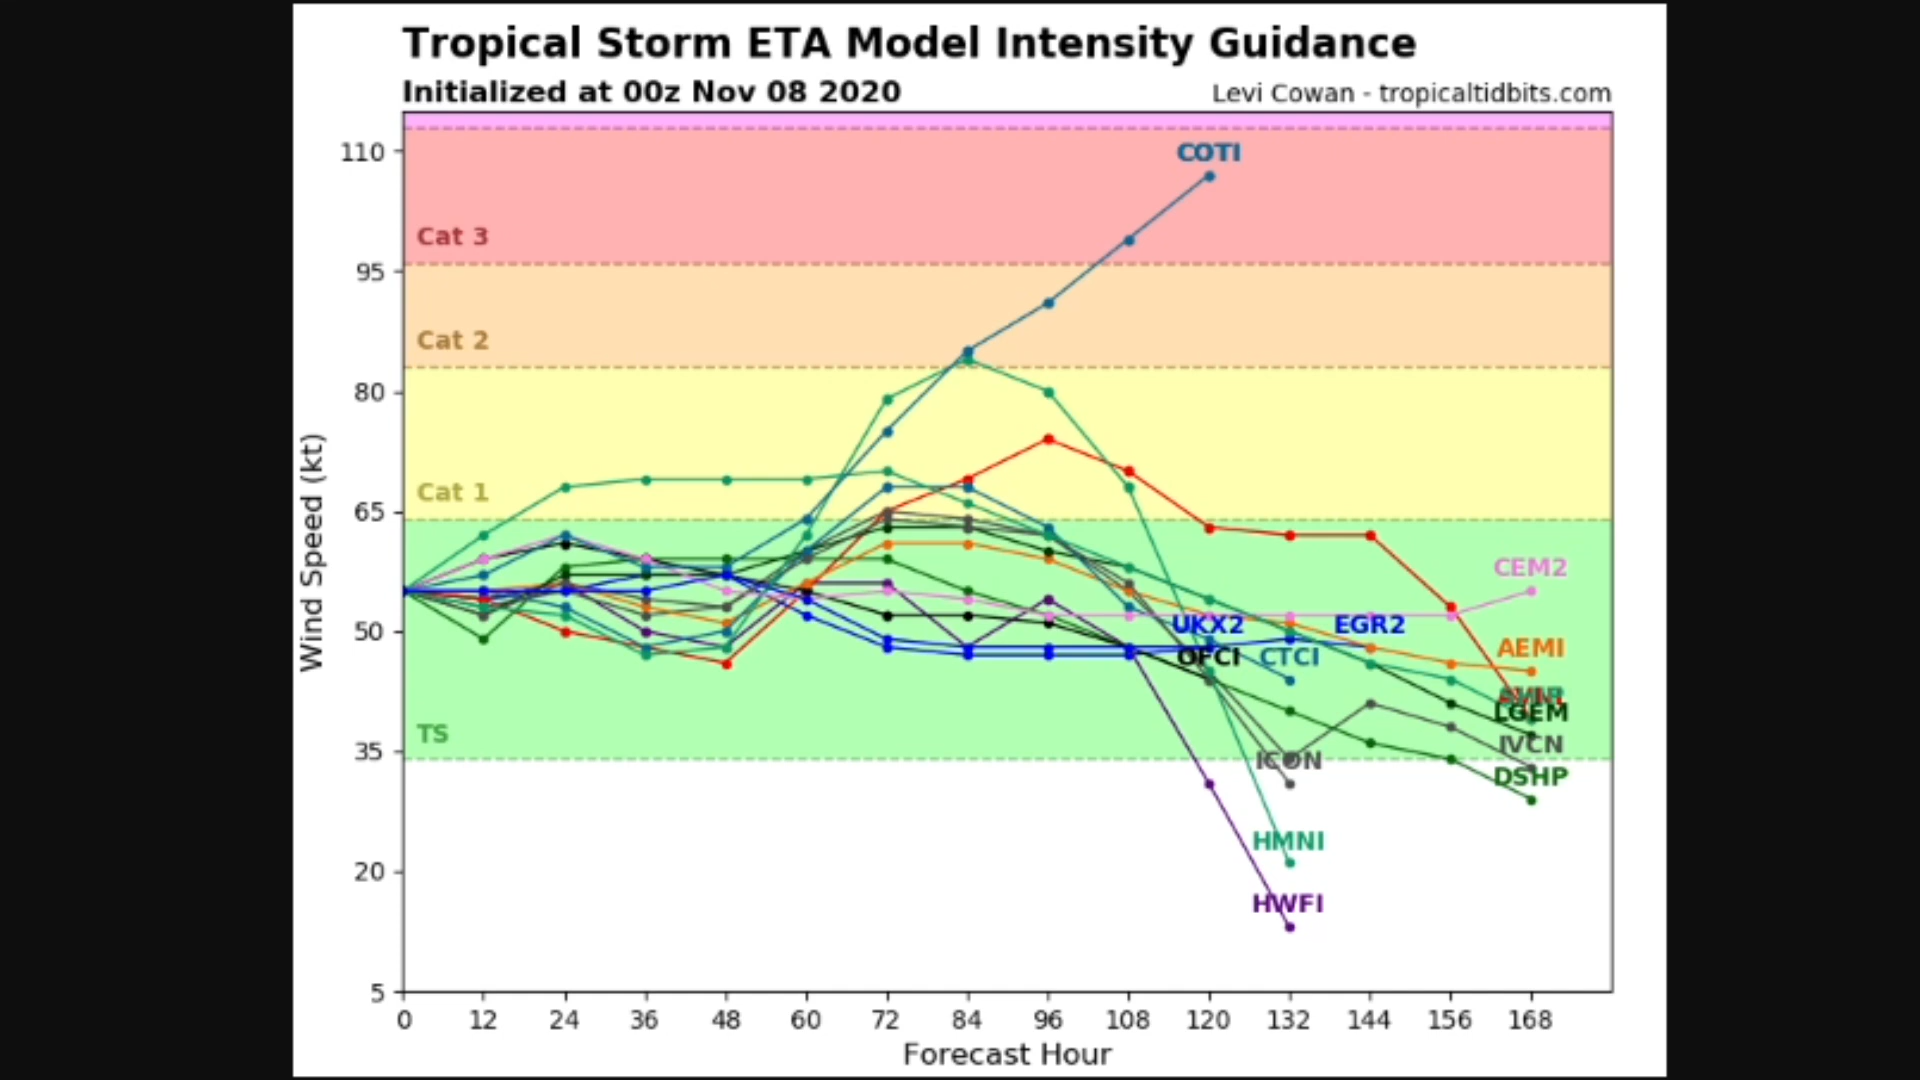 Tropical Storm ETA Model Intensity Guidance
Initialized at 00z Nov 08 2020
Levi Cowan - tropicaltidbits.com
110
95
80
65
50
35
20
5
Wind Speed (kt)
Cat 3
Cat 2
Cat 1
TS
COTI
CEM2
UKX2
EGR2
AEMI
OFCI
CTCI
LGEM
IVCN
ICON
DSHP
HMNI
HWFI
0 12 24 36 48 60 72 84 96 108 120 132 144 156 168
Forecast Hour